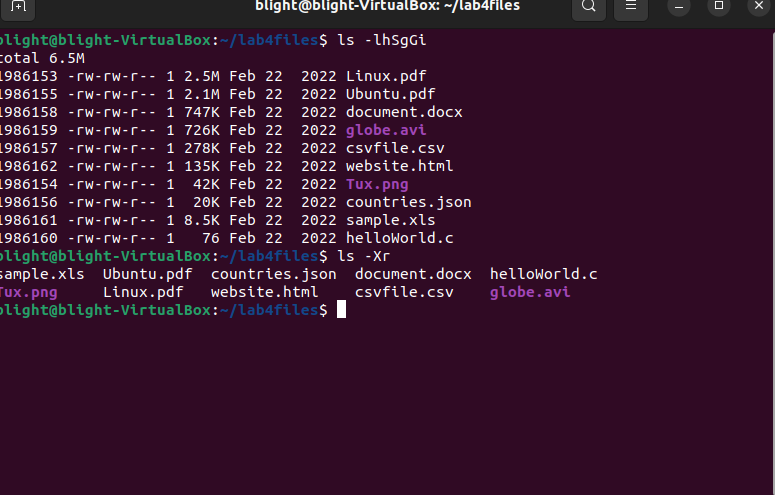 blight@blight-VirtualBox: ~/lab4files
blight@blight-VirtualBox:~/lab4files$ ls -lhSgGi
total 6.5M
1986153 -rw-rw-r-- 1 2.5M Feb 22  2022 Linux.pdf
1986155 -rw-rw-r-- 1 2.1M Feb 22  2022 Ubuntu.pdf
1986158 -rw-rw-r-- 1 747K Feb 22  2022 document.docx
1986159 -rw-rw-r-- 1 726K Feb 22  2022 globe.avi
1986157 -rw-rw-r-- 1 278K Feb 22  2022 csvfile.csv
1986162 -rw-rw-r-- 1 135K Feb 22  2022 website.html
1986154 -rw-rw-r-- 1  42K Feb 22  2022 Tux.png
1986156 -rw-rw-r-- 1  20K Feb 22  2022 countries.json
1986161 -rw-rw-r-- 1 8.5K Feb 22  2022 sample.xls
1986160 -rw-rw-r-- 1   76 Feb 22  2022 helloWorld.c
blight@blight-VirtualBox:~/lab4files$ ls -Xr
sample.xls  Ubuntu.pdf  countries.json  document.docx  helloWorld.c
Tux.png     Linux.pdf   website.html    csvfile.csv    globe.avi
blight@blight-VirtualBox:~/lab4files$